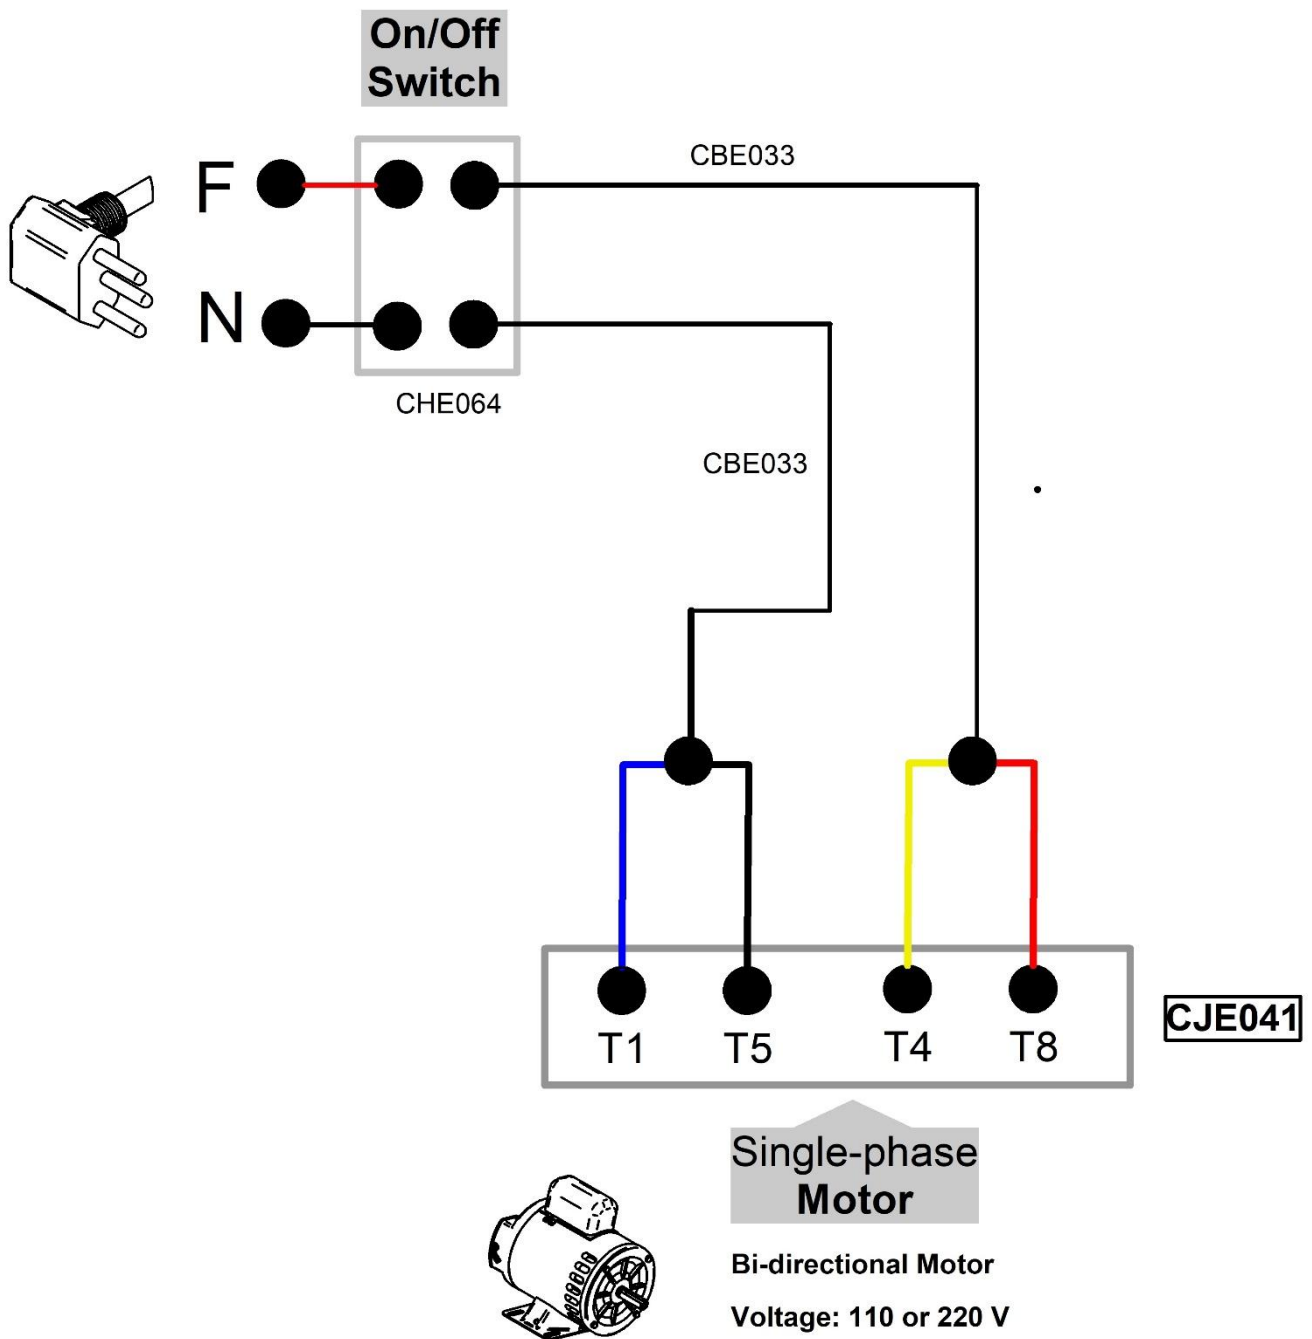 On/Off
Switch
F
CBE033
N
CHE064
CBE033
T1 T5 T4 T8
CJE041
Single-phase
Motor
Bi-directional Motor
Voltage: 110 or 220 V